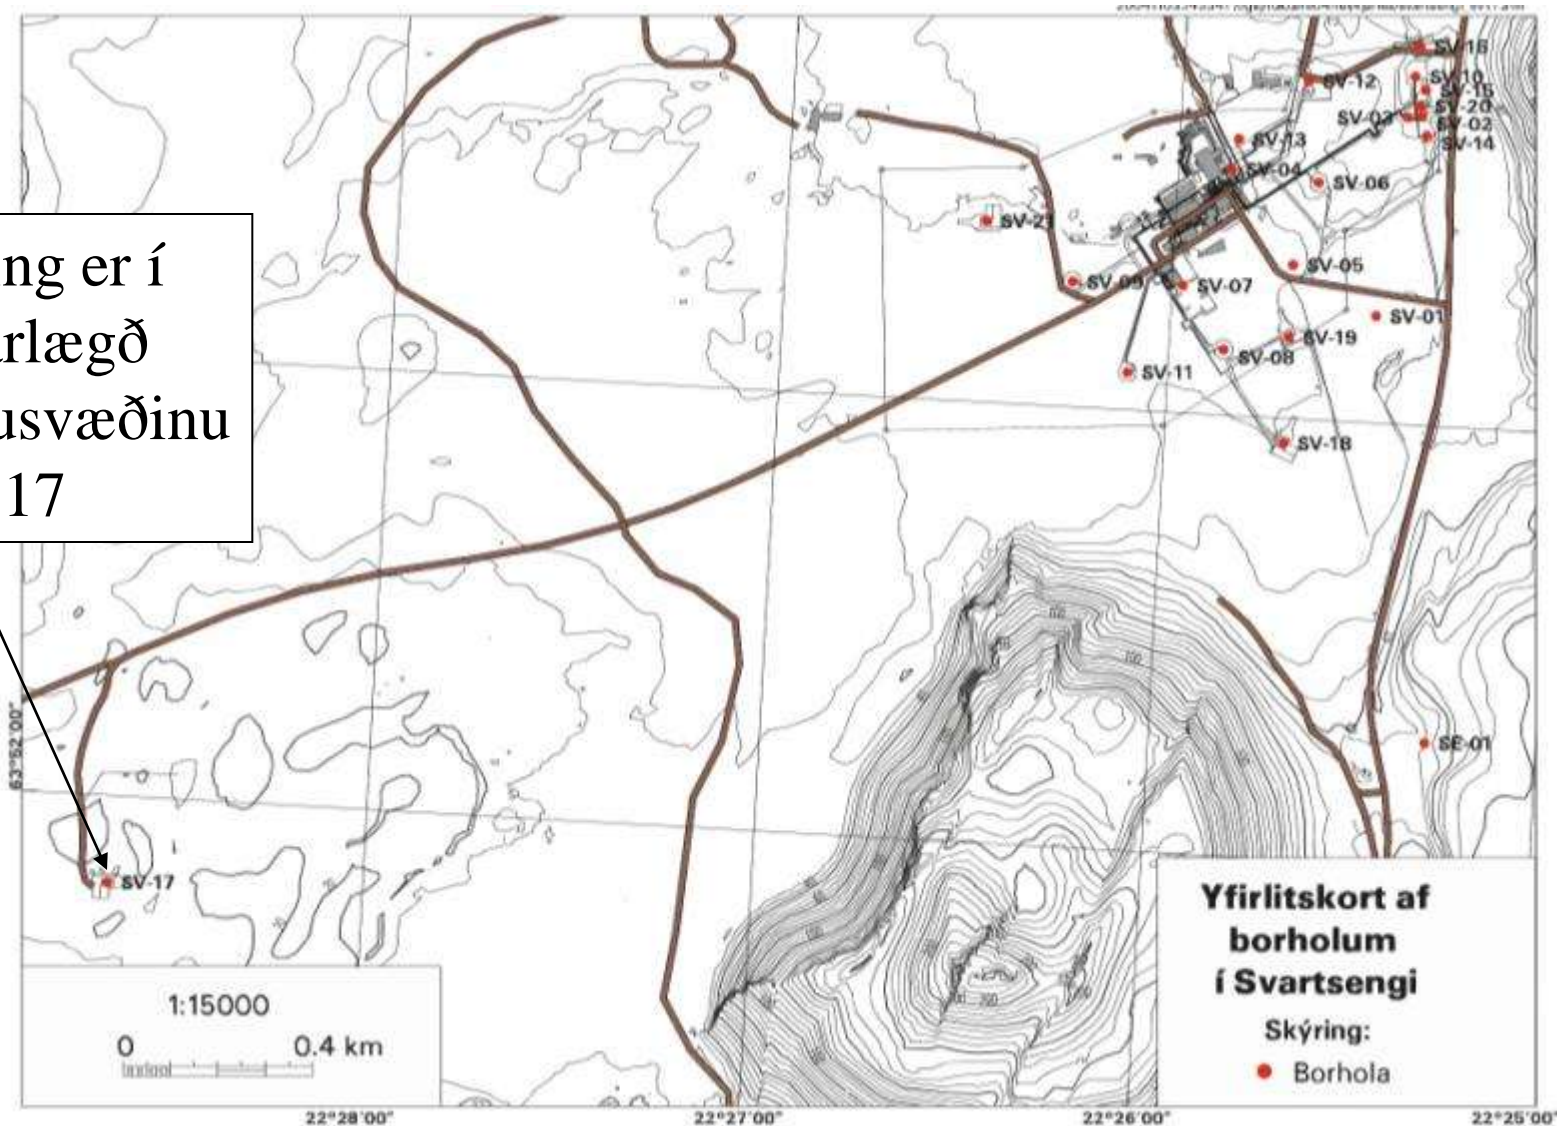 SV-16
SV-10
SV-12
SV-15
SV-20
SV-03
SV-02
SV-13
SV-14
SV-04
SV-06
SV-21
ng er í
rlægð
usvæðinu
17
SV-05
SV-09
SV-07
SV-01
SV-19
SV-08
SV-11
SV-18
100
SE-01
63°52'00"
SV-17
Yfirlitskort af
borholum
í Svartsengi
Skýring:
Borhola
1:15000
0 0.4 km
22°28'00" 22°27'00" 22°26'00" 22°25'00"